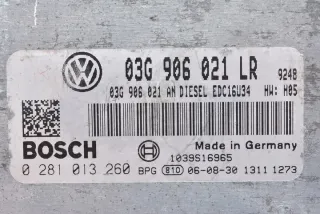 03G 906 021 LR 9248
03G 906 021 AN DIESEL EDC16U34 HW: H05
BOSCH
Made in Germany
1039S16965
0 281 013 260 BPG 810 06-08-30 1311 1273